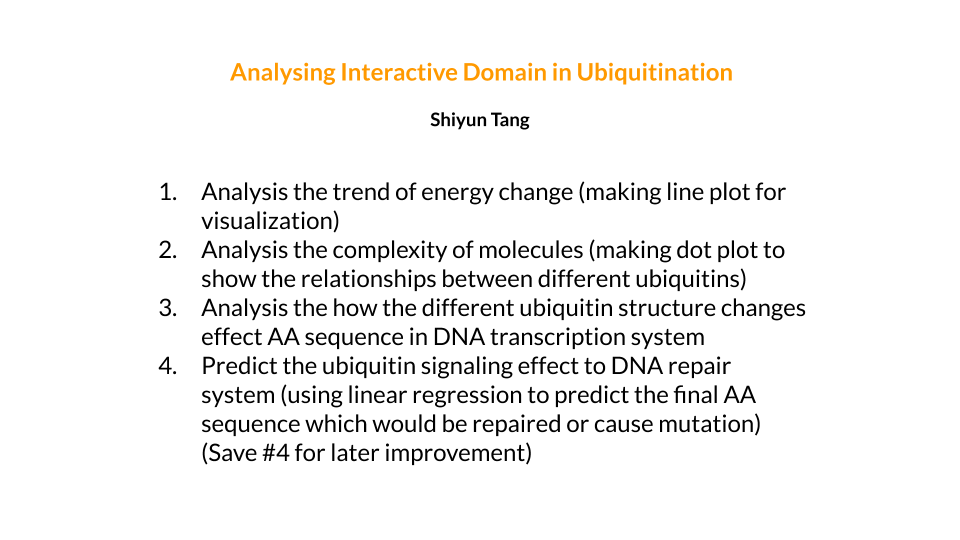 Analysing Interactive Domain in Ubiquitination
Shiyun Tang
1. Analysis the trend of energy change (making line plot for
visualization)
2. Analysis the complexity of molecules (making dot plot to
show the relationships between different ubiquitins)
3. Analysis the how the different ubiquitin structure changes
effect AA sequence in DNA transcription system
4. Predict the ubiquitin signaling effect to DNA repair
system (using linear regression to predict the final AA
sequence which would be repaired or cause mutation)
(Save #4 for later improvement)